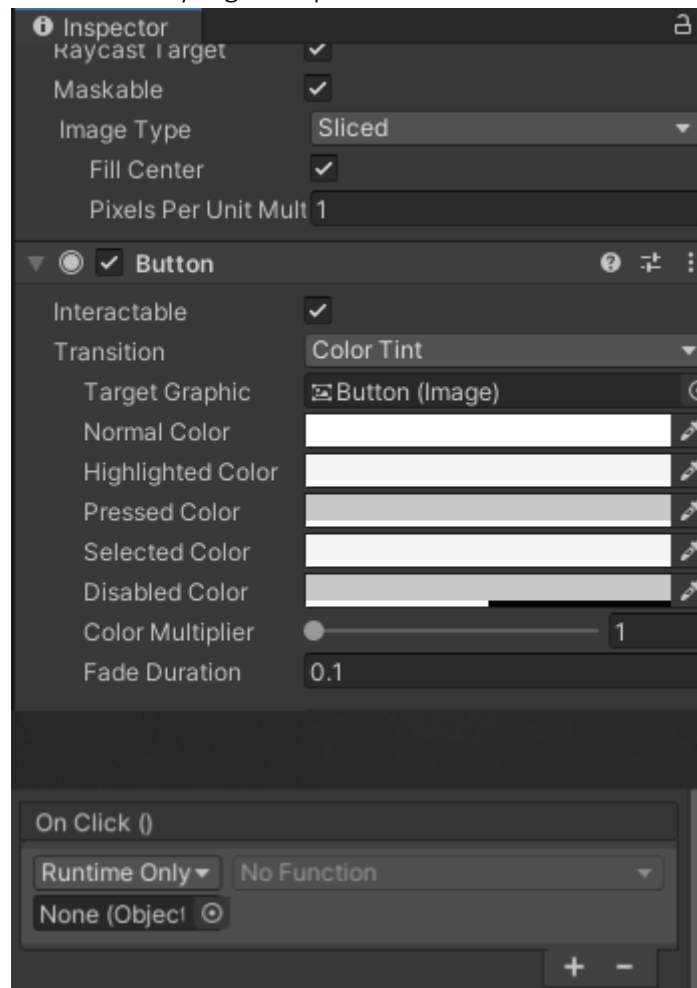 Inspector
Raycast Target
Maskable
Image Type Sliced
Fill Center
Pixels Per Unit Mult 1
Button
Interactable
Transition Color Tint
Target Graphic Button (Image)
Normal Color
Highlighted Color
Pressed Color
Selected Color
Disabled Color
Color Multiplier 1
Fade Duration 0.1
On Click ()
Runtime Only No Function
None (Object